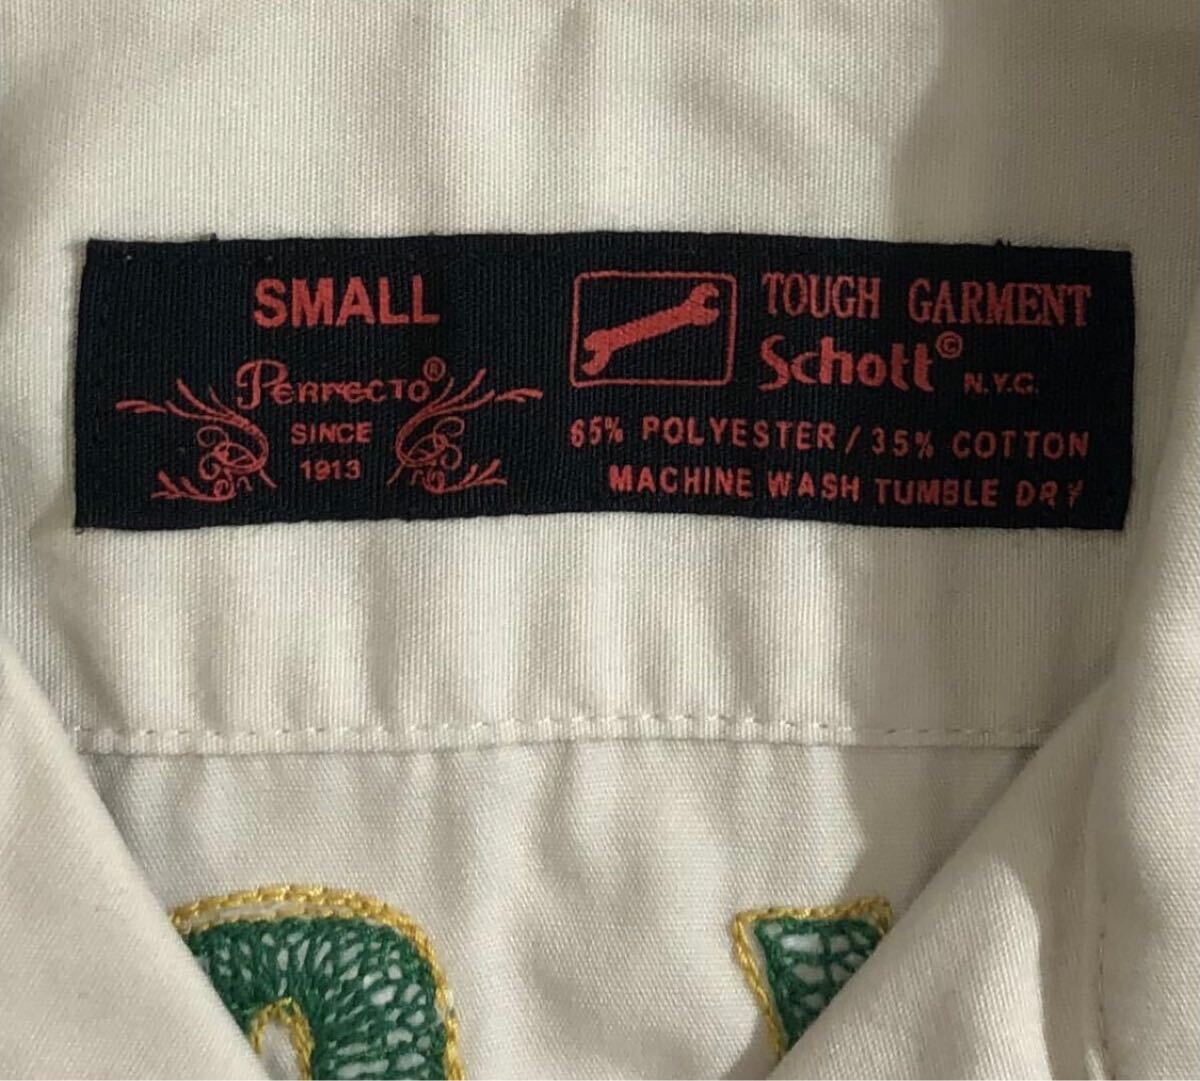 SMALL
Perfecto®
SINCE
1913
TOUGH GARMENT
Schott©
N.Y.C.
65% POLYESTER / 35% COTTON
MACHINE WASH TUMBLE DRY